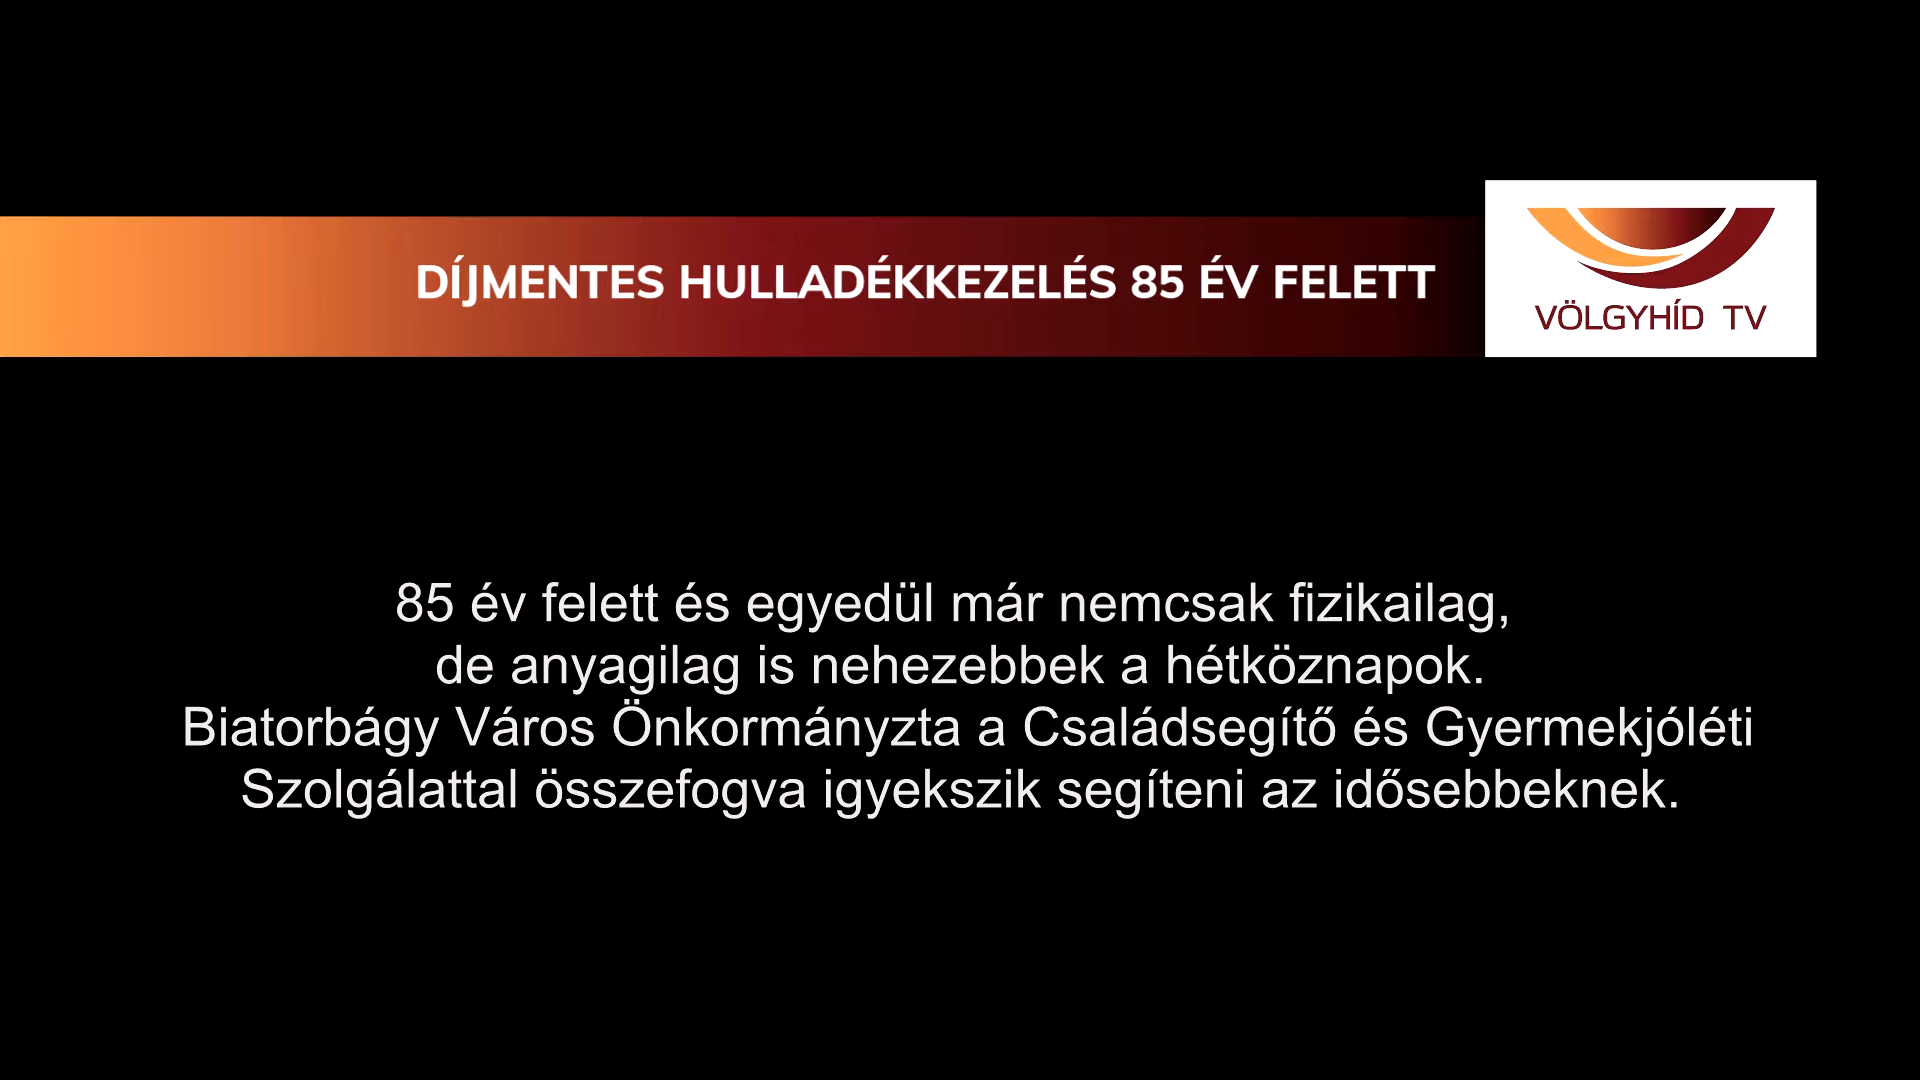 DÍJMENTES HULLADÉKKEZELÉS 85 ÉV FELETT
VÖLGYHÍD TV
85 év felett és egyedül már nemcsak fizikailag,
de anyagilag is nehezebbek a hétköznapok.
Biatorbágy Város Önkormányzta a Családsegítő és Gyermekjóléti
Szolgálattal összefogva igyekszik segíteni az idősebbeknek.